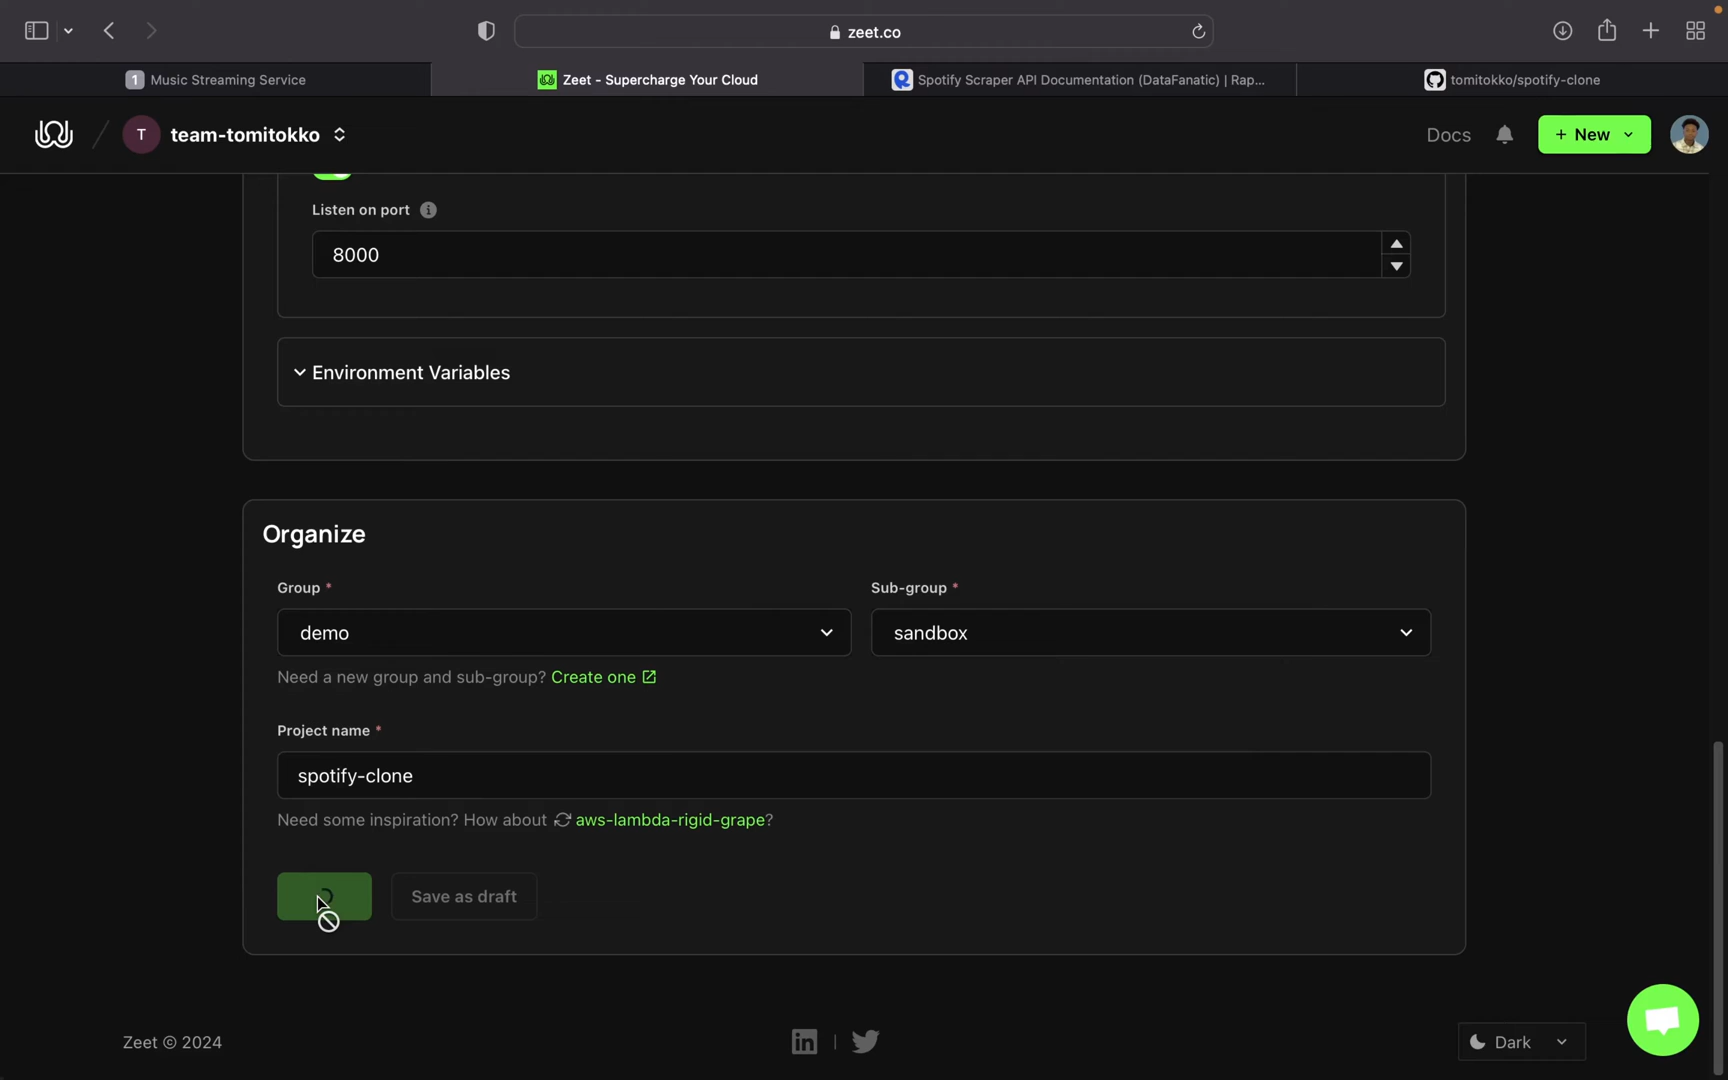 zeet.co
1 Music Streaming Service
Zeet - Supercharge Your Cloud
Spotify Scraper API Documentation (DataFanatic) | Rap...
tomitokko/spotify-clone
T team-tomitokko
Docs
+ New
Listen on port
8000
Environment Variables
Organize
Group *
Sub-group *
demo
sandbox
Need a new group and sub-group? Create one
Project name *
spotify-clone
Need some inspiration? How about aws-lambda-rigid-grape?
Save as draft
Zeet © 2024
Dark